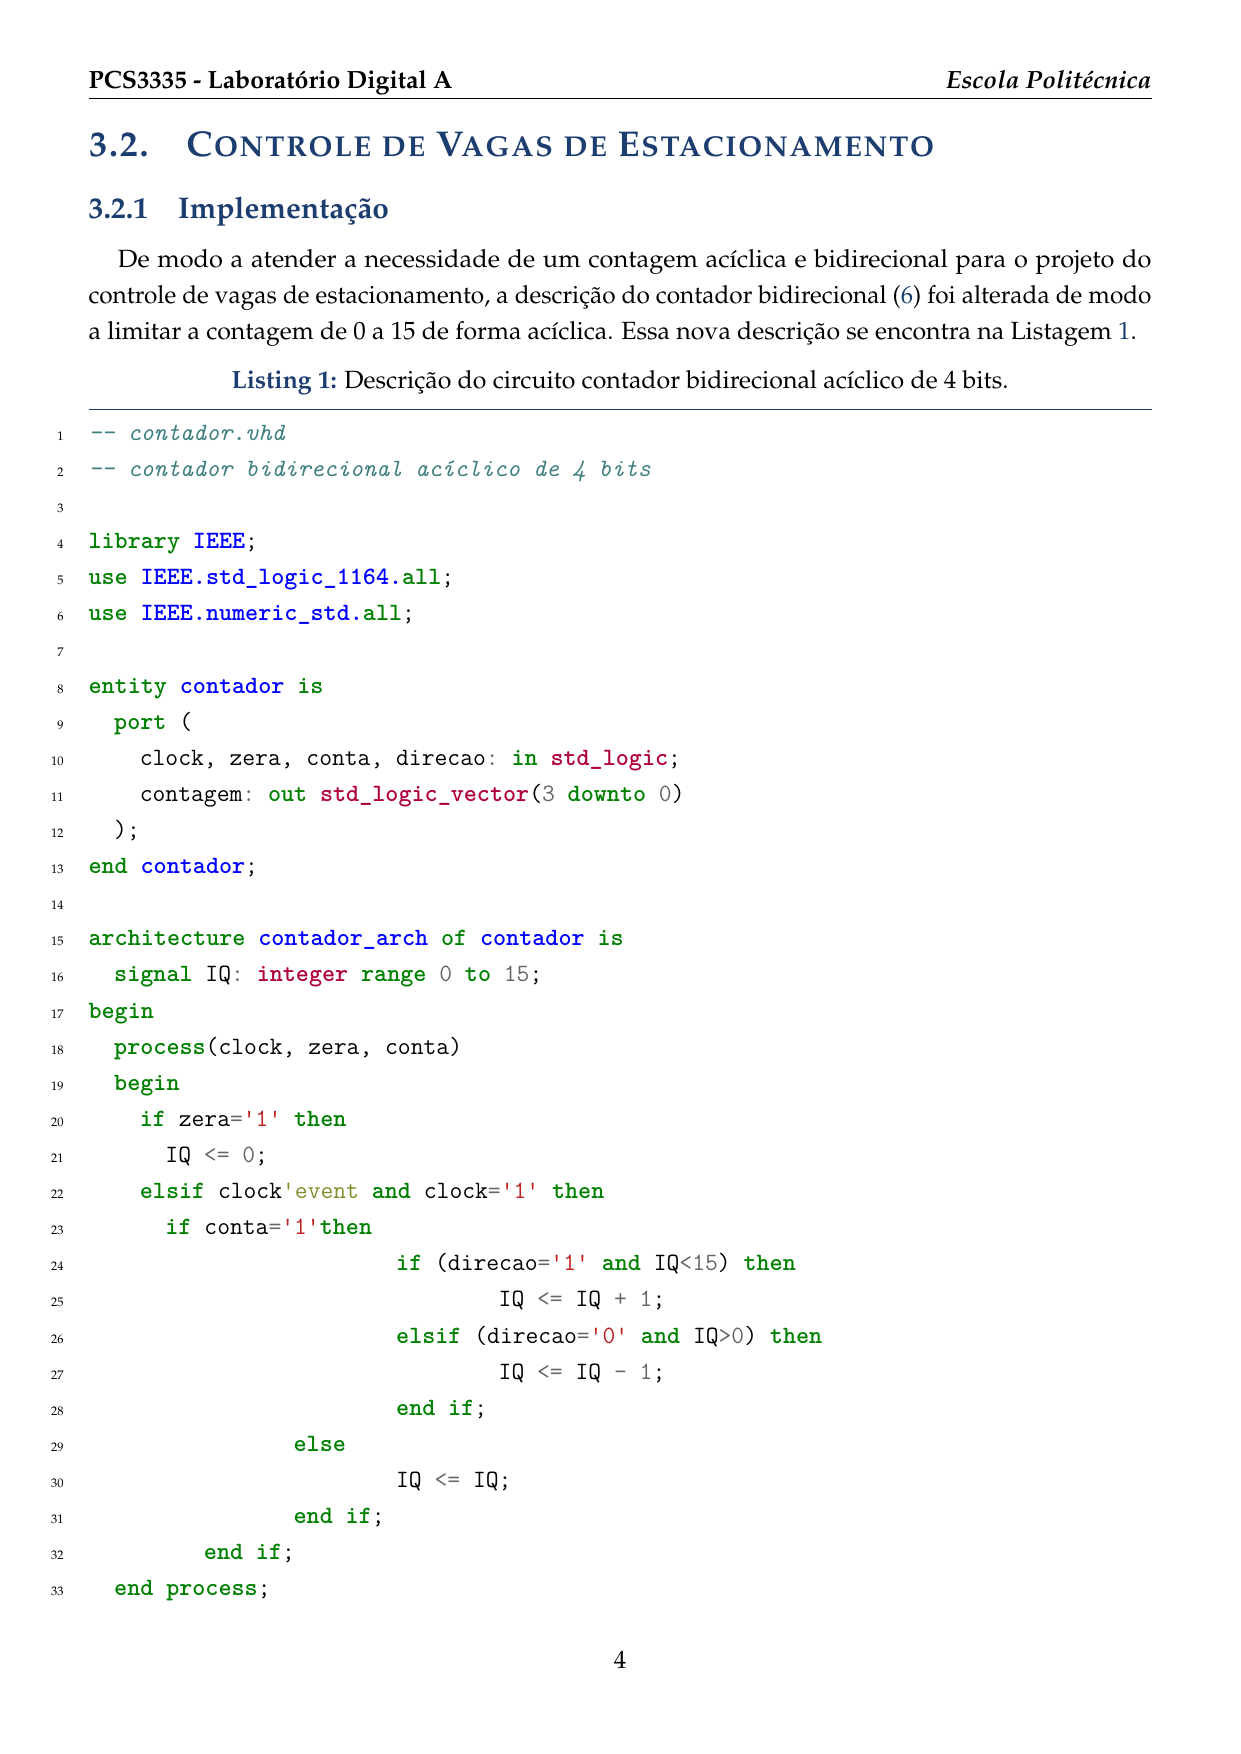 PCS3335 - Laboratório Digital A Escola Politécnica
3.2. CONTROLE DE VAGAS DE ESTACIONAMENTO
3.2.1 Implementação
De modo a atender a necessidade de um contagem acíclica e bidirecional para o projeto do
controle de vagas de estacionamento, a descrição do contador bidirecional (6) foi alterada de modo
a limitar a contagem de 0 a 15 de forma acíclica. Essa nova descrição se encontra na Listagem 1.
Listing 1: Descrição do circuito contador bidirecional acíclico de 4 bits.
1 -- contador.vhd
2 -- contador bidirecional acíclico de 4 bits
3
4 library IEEE;
5 use IEEE.std_logic_1164.all;
6 use IEEE.numeric_std.all;
7
8 entity contador is
9 port (
10 clock, zera, conta, direcao: in std_logic;
11 contagem: out std_logic_vector(3 downto 0)
12 );
13 end contador;
14
15 architecture contador_arch of contador is
16 signal IQ: integer range 0 to 15;
17 begin
18 process(clock, zera, conta)
19 begin
20 if zera='1' then
21 IQ <= 0;
22 elsif clock'event and clock='1' then
23 if conta='1'then
24 if (direcao='1' and IQ<15) then
25 IQ <= IQ + 1;
26 elsif (direcao='0' and IQ>0) then
27 IQ <= IQ - 1;
28 end if;
29 else
30 IQ <= IQ;
31 end if;
32 end if;
33 end process;
4